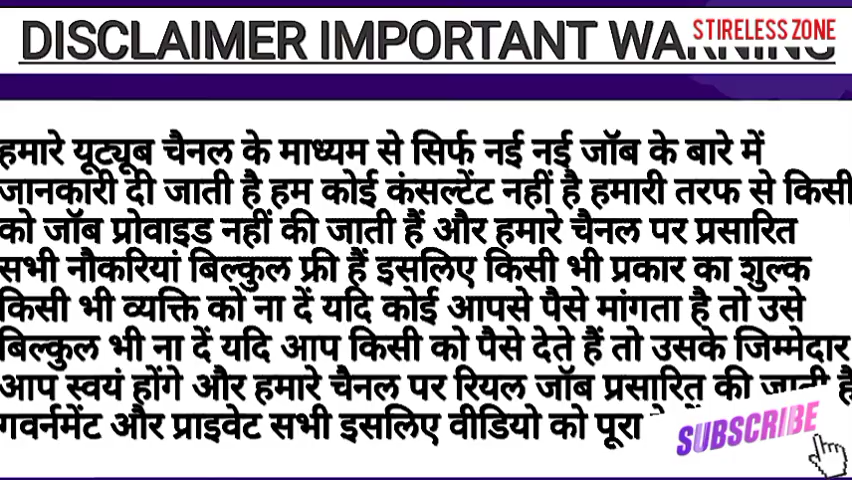 DISCLAIMER IMPORTANT WARNING
STIRELESS ZONE
हमारे यूट्यूब चैनल के माध्यम से सिर्फ नई नई जॉब के बारे में
जानकारी दी जाती है हम कोई कंसल्टेंट नहीं है हमारी तरफ से किसी
को जॉब प्रोवाइड नहीं की जाती हैं और हमारे चैनल पर प्रसारित
सभी नौकरियां बिल्कुल फ्री हैं इसलिए किसी भी प्रकार का शुल्क
किसी भी व्यक्ति को ना दें यदि कोई आपसे पैसे मांगता है तो उसे
बिल्कुल भी ना दें यदि आप किसी को पैसे देते हैं तो उसके जिम्मेदार
आप स्वयं होंगे और हमारे चैनल पर रियल जॉब प्रसारित की जाती है
गवर्नमेंट और प्राइवेट सभी इसलिए वीडियो को पूरा
SUBSCRIBE